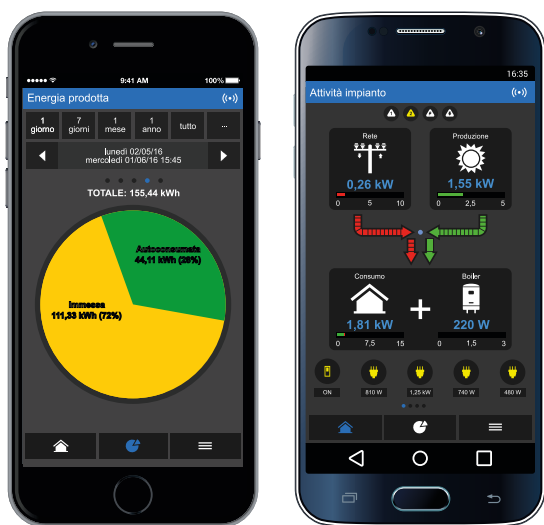 9:41 AM
100%
Energia prodotta
1 giorno
7 giorni
1 mese
1 anno
tutto
...
lunedì 02/05/16
mercoledì 01/06/16 15:45
TOTALE: 155,44 kWh
Autoconsumata
44,11 kWh (28%)
Immessa
111,33 kWh (72%)
16:35
Attività impianto
Rete
0,26 kW
0 5 10
Produzione
1,55 kW
0 2,5 5
Consumo
1,81 kW
0 7,5 15
+
Boiler
220 W
0 1,5 3
ON
810 W
1,25 kW
740 W
480 W